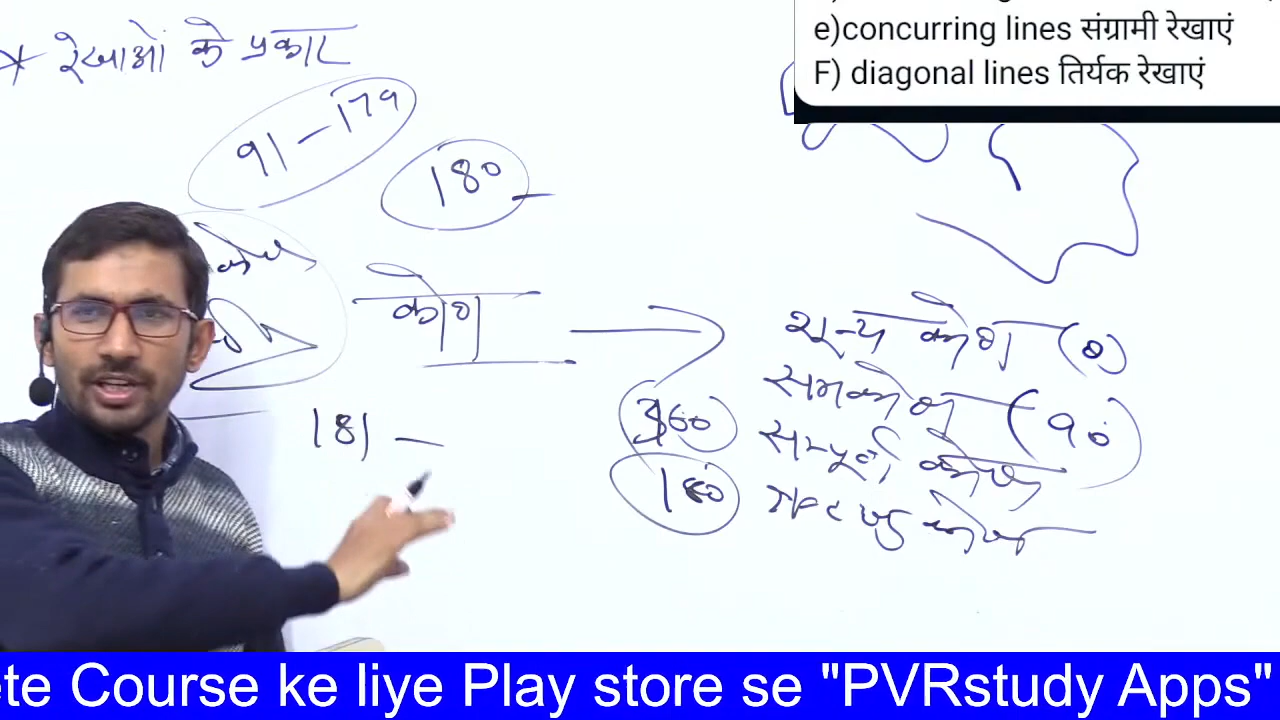 * रेखाओं के प्रकार
e)concurring lines संग्रामी रेखाएं
F) diagonal lines तिर्यक रेखाएं
91-179
180
कोण
शून्य कोण (0)
समकोण (90
360 सम्पूर्ण कोण
180
181 -
ete Course ke liye Play store se "PVRstudy Apps"